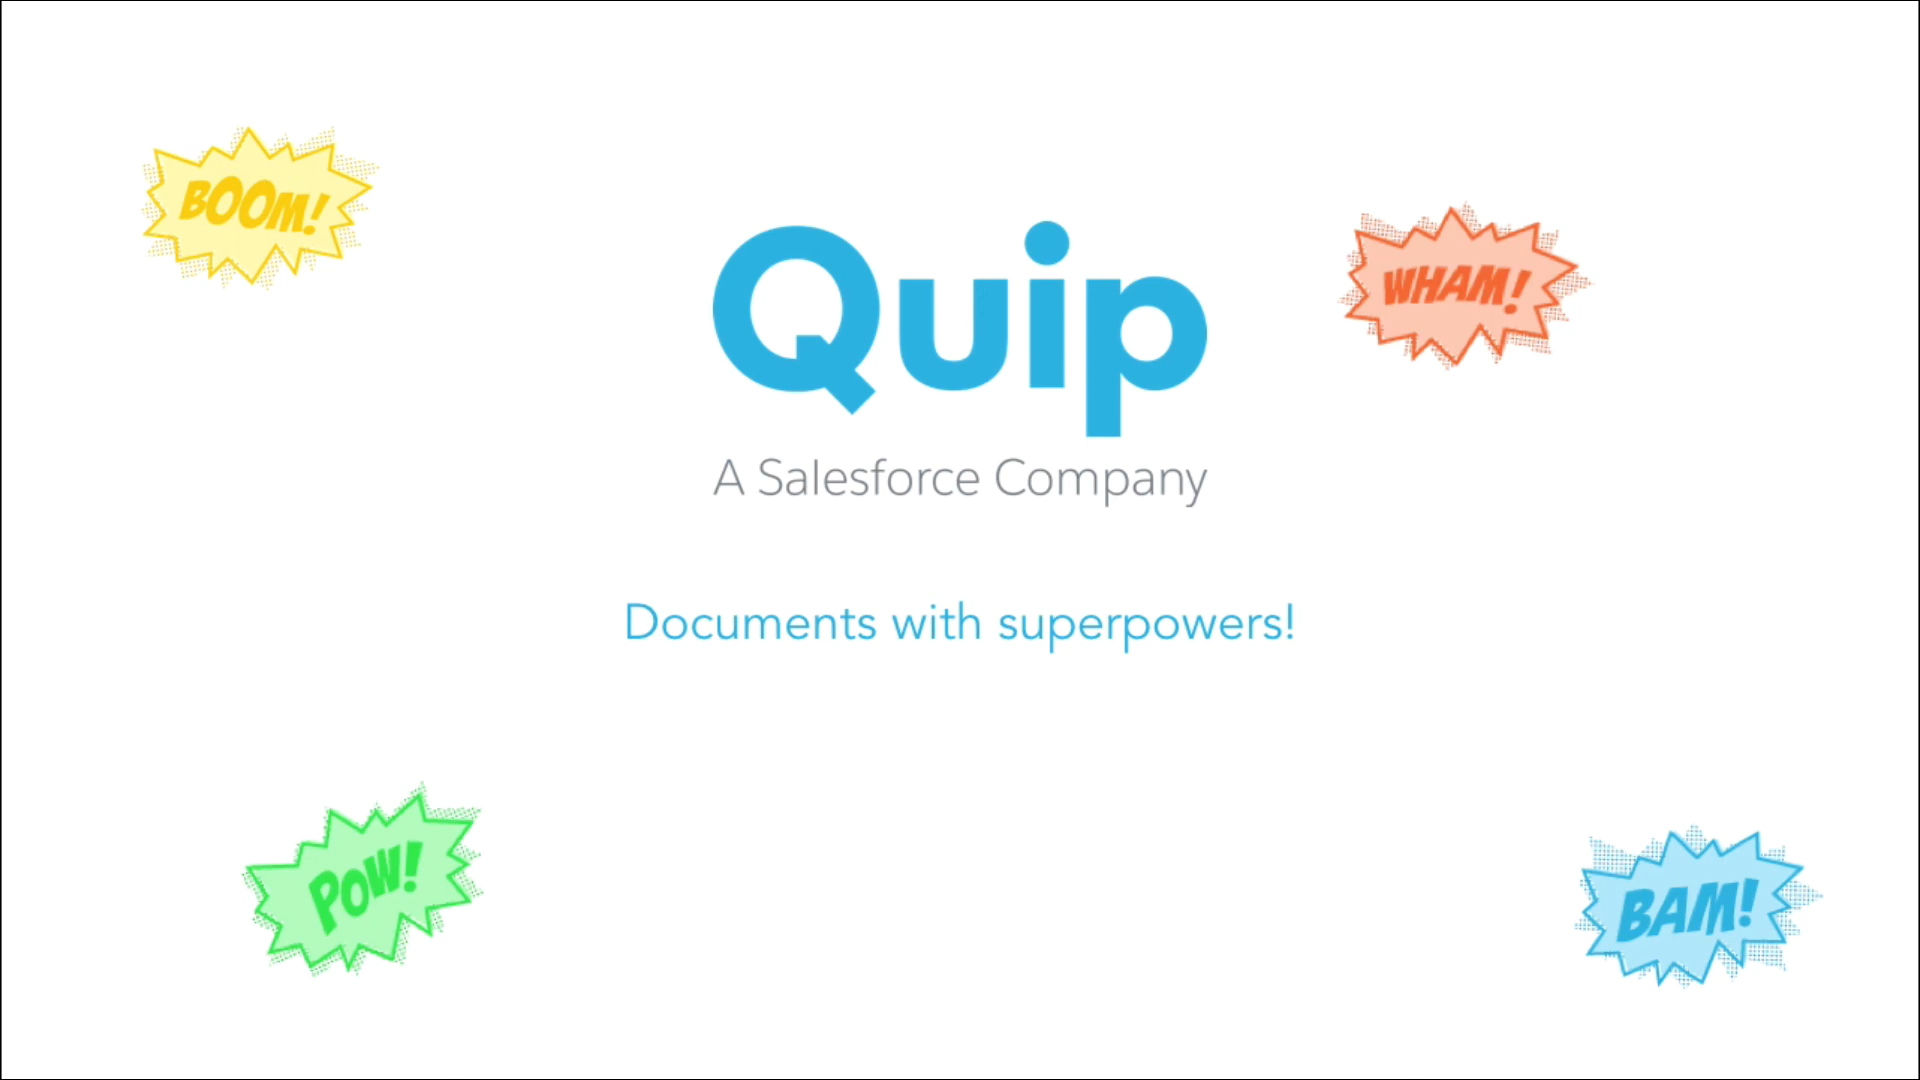 BOOM!
WHAM!
Quip
A Salesforce Company
Documents with superpowers!
POW!
BAM!